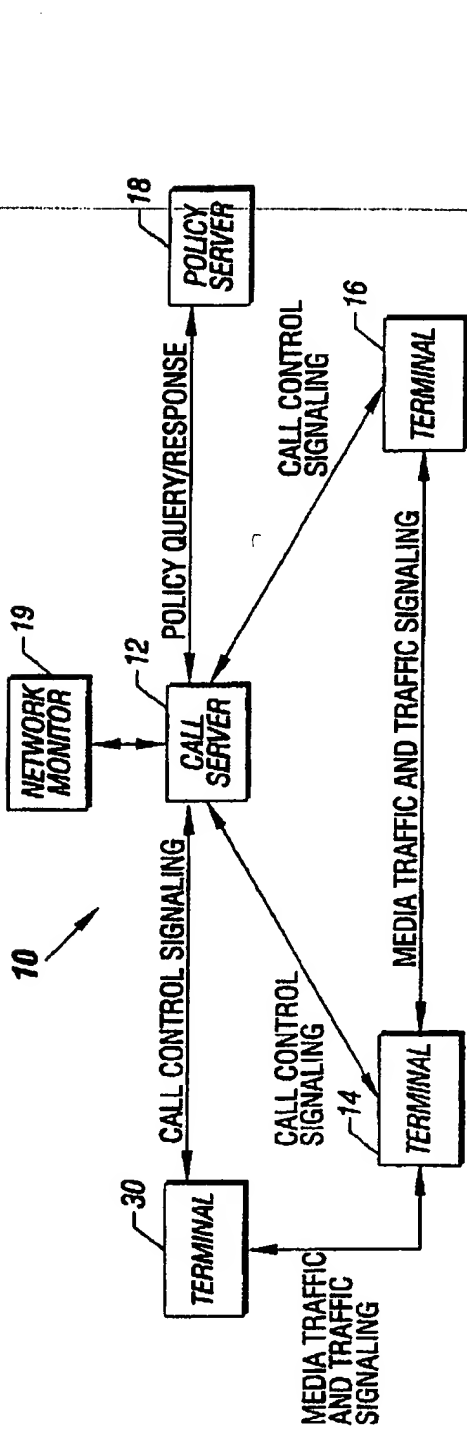 10
19
NETWORK
MONITOR
18
POLICY
SERVER
POLICY QUERY/RESPONSE
12
CALL
SERVER
30
TERMINAL
CALL CONTROL SIGNALING
CALL CONTROL
SIGNALING
CALL CONTROL
SIGNALING
16
TERMINAL
14
TERMINAL
MEDIA TRAFFIC AND TRAFFIC SIGNALING
MEDIA TRAFFIC
AND TRAFFIC
SIGNALING